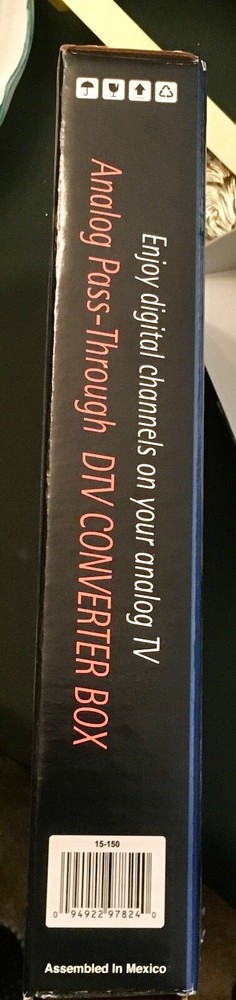 Enjoy digital channels on your analog TV
Analog Pass-Through DTV CONVERTER BOX
15-150
0 94922 97824 0
Assembled In Mexico